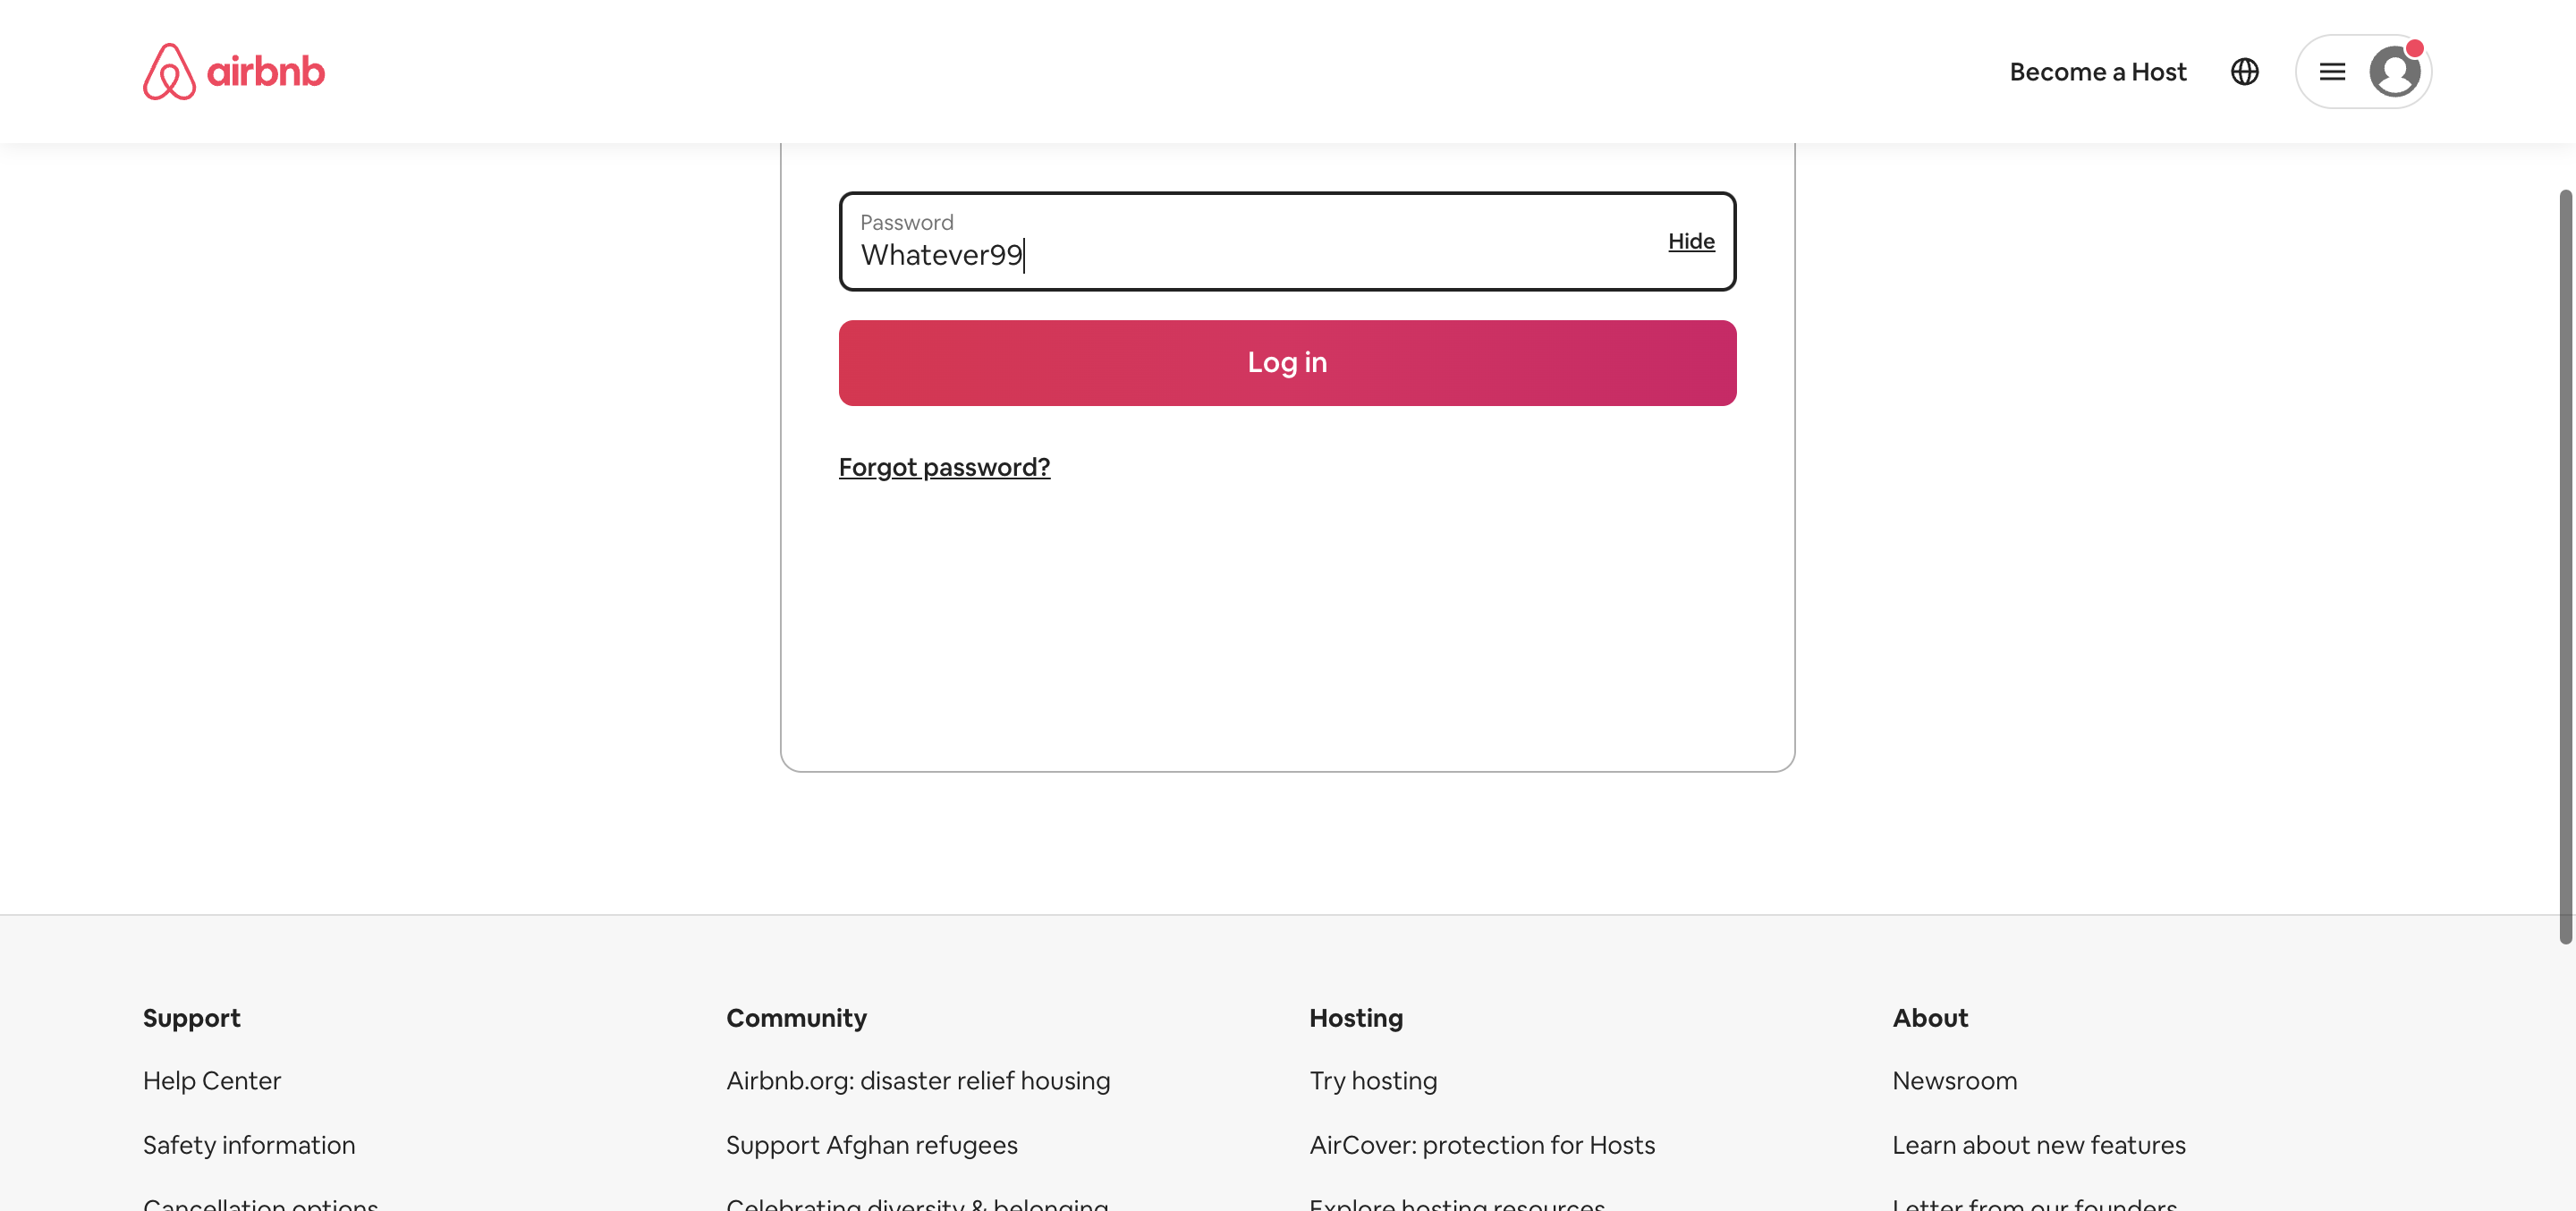 airbnb
Become a Host
Password
Whatever99
Hide
Log in
Forgot password?
Support
Community
Hosting
About
Help Center
Airbnb.org: disaster relief housing
Try hosting
Newsroom
Safety information
Support Afghan refugees
AirCover: protection for Hosts
Learn about new features
Cancellation options
Celebrating diversity & belonging
Explore hosting resources
Letter from our founders